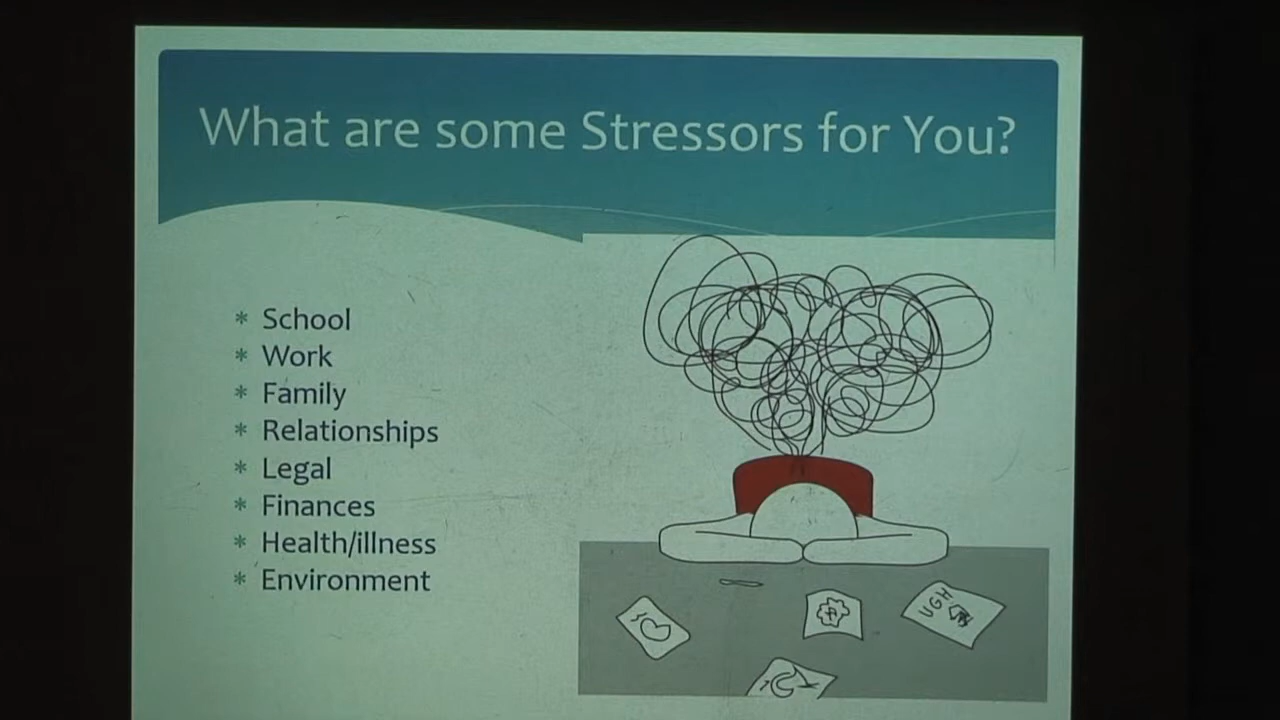 What are some Stressors for You?
* School
* Work
* Family
* Relationships
* Legal
* Finances
* Health/illness
* Environment
UGH